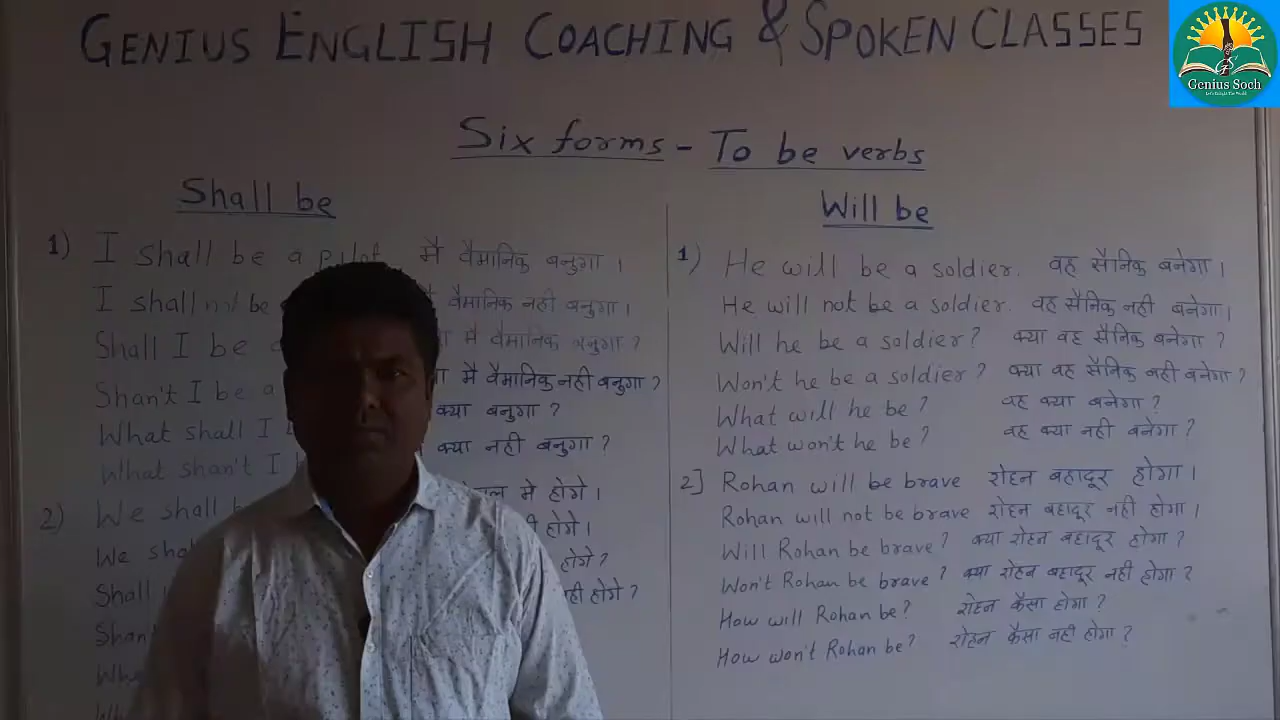 GENIUS ENGLISH COACHING & SPOKEN CLASSES
Genius Soch
Six forms - To be verbs
Shall be
1) I shall be a pilot मै वैमानिक बनुगा ।
I shall not be वैमानिक नही बनुगा ।
Shall I be मै वैमानिक बनुगा ?
Shan't I be a मै वैमानिक नही बनुगा ?
What shall I क्या बनुगा ?
What shan't I क्या नही बनुगा ?
2) We shall मे होगे ।
We होगे ।
Shall होगे ?
होगे ?
Will be
1) He will be a soldier. वह सैनिक बनेगा ।
He will not be a soldier. वह सैनिक नही बनेगा ।
Will he be a soldier? क्या वह सैनिक बनेगा ?
Won't he be a soldier? क्या वह सैनिक नही बनेगा ?
What will he be? वह क्या बनेगा ?
What won't he be? वह क्या नही बनेगा ?
2] Rohan will be brave रोहन बहादूर होगा ।
Rohan will not be brave रोहन बहादूर नही होगा ।
Will Rohan be brave? क्या रोहन बहादूर होगा ?
Won't Rohan be brave? क्या रोहन बहादूर नही होगा ?
How will Rohan be? रोहन कैसा होगा ?
How won't Rohan be? रोहन कैसा नही होगा ?